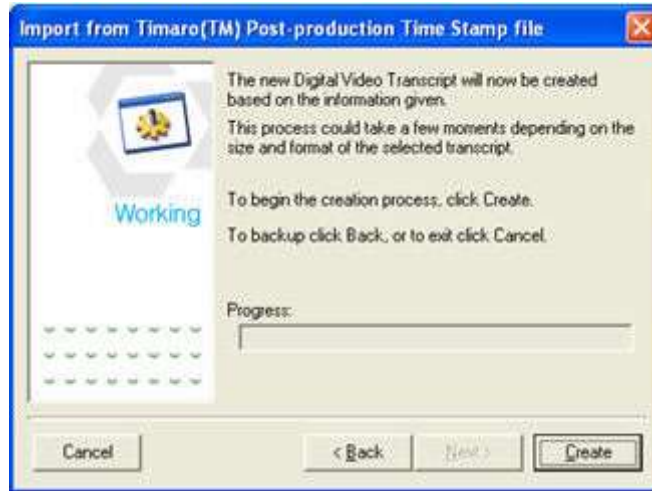 Import from Timaro(TM) Post-production Time Stamp file
The new Digital Video Transcript will now be created
based on the information given.
This process could take a few moments depending on the
size and format of the selected transcript.
Working
To begin the creation process, click Create.
To backup click Back, or to exit click Cancel.
Progress:
Cancel
< Back
Next >
Create